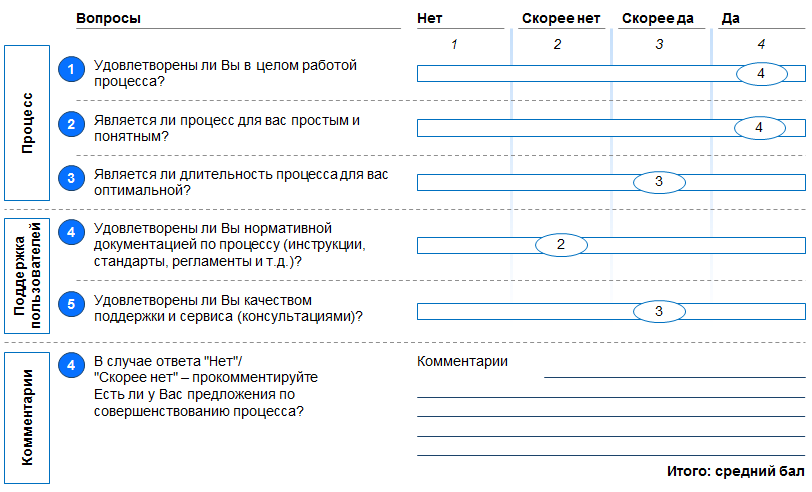 Вопросы
Нет
Скорее нет
Скорее да
Да
1
2
3
4
Процесс
1
Удовлетворены ли Вы в целом работой
процесса?
4
2
Является ли процесс для вас простым и
понятным?
4
3
Является ли длительность процесса для вас
оптимальной?
3
Поддержка
пользователей
4
Удовлетворены ли Вы нормативной
документацией по процессу (инструкции,
стандарты, регламенты и т.д.)?
2
5
Удовлетворены ли Вы качеством
поддержки и сервиса (консультациями)?
3
Комментарии
4
В случае ответа "Нет"/
"Скорее нет" – прокомментируйте
Есть ли у Вас предложения по
совершенствованию процесса?
Комментарии
Итого: средний бал